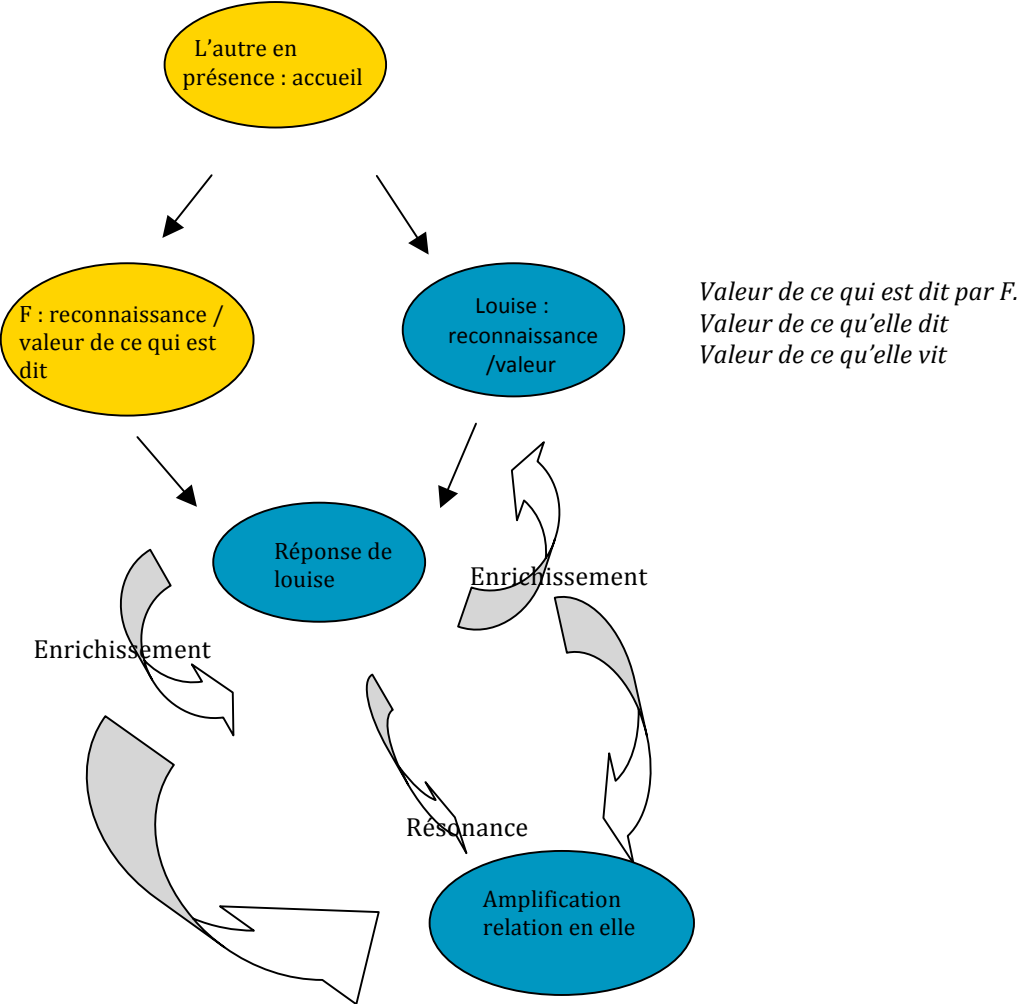 L’autre en
présence : accueil
F : reconnaissance /
valeur de ce qui est
dit
Louise :
reconnaissance
/valeur
Valeur de ce qui est dit par F.
Valeur de ce qu’elle dit
Valeur de ce qu’elle vit
Réponse de
louise
Enrichissement
Enrichissement
Résonance
Amplification
relation en elle